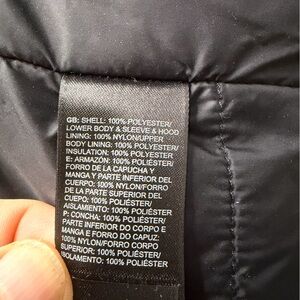 GB: SHELL: 100% POLYESTER/
LOWER BODY & SLEEVE & HOOD
LINING: 100% NYLON/UPPER
BODY LINING: 100% POLYESTER/
INSULATION: 100% POLYESTER
E: ARMAZÓN: 100% POLIÉSTER/
FORRO DE LA CAPUCHA Y
MANGA Y PARTE INFERIOR DEL
CUERPO: 100% NYLON/FORRO
DE LA PARTE SUPERIOR DEL
CUEPO: 100% POLIÉSTER/
AISLAMIENTO: 100% POLIÉSTER
P: CONCHA: 100% POLIÉSTER/
PARTE INFERIOR DO CORPO E
MANGA E FORRO DO CAPUZ:
100% NYLON/FORRO DO CORPO
SUPERIOR: 100% POLIÉSTER/
ISOLAMENTO: 100% POLIÉSTER